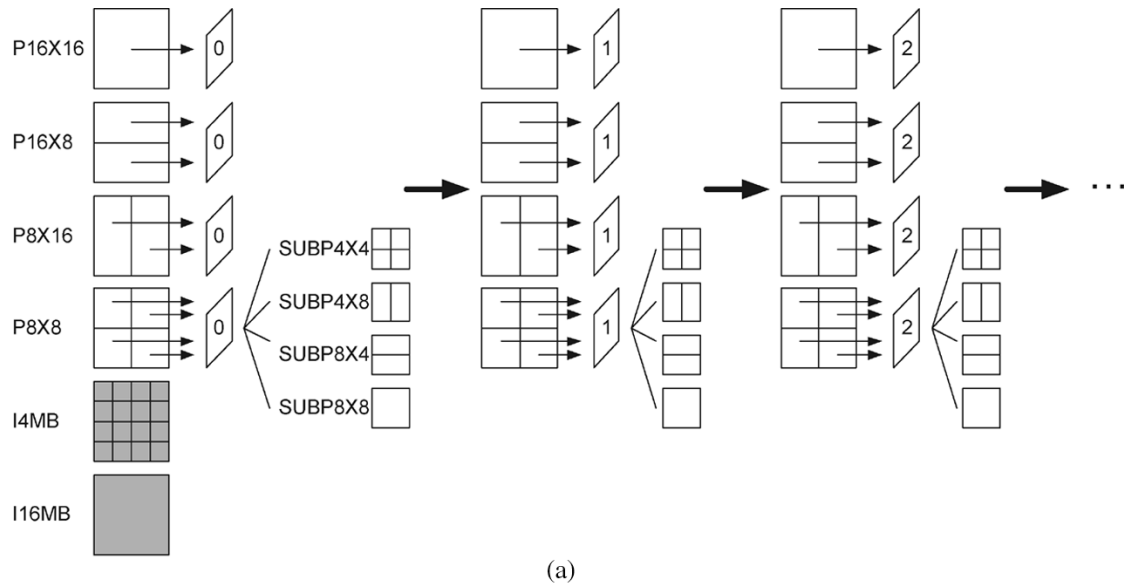 P16X16 0 1 2
P16X8 0 1 2
P8X16 0 1 2
...
SUBP4X4
SUBP4X8
P8X8 0 1 2
SUBP8X4
SUBP8X8
I4MB
I16MB
(a)